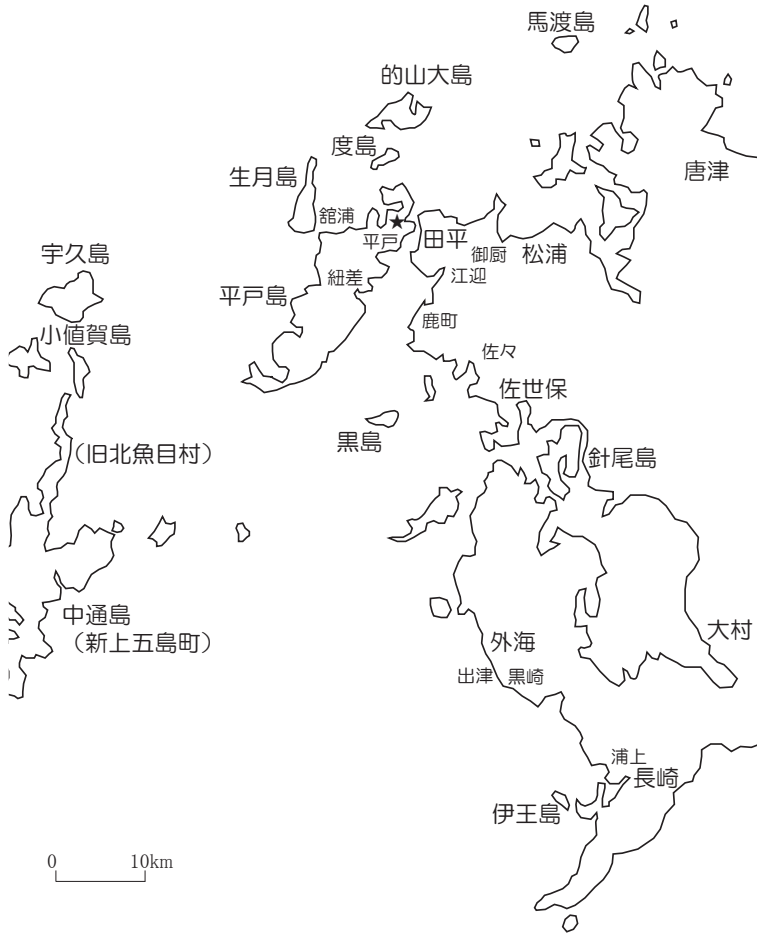 馬渡島
的山大島
度島
生月島
唐津
舘浦
平戸
田平
御厨
松浦
宇久島
紐差
江迎
平戸島
鹿町
小値賀島
佐々
佐世保
黒島
（旧北魚目村）
針尾島
中通島
（新上五島町）
外海
大村
出津
黒崎
浦上
長崎
伊王島
0 10km